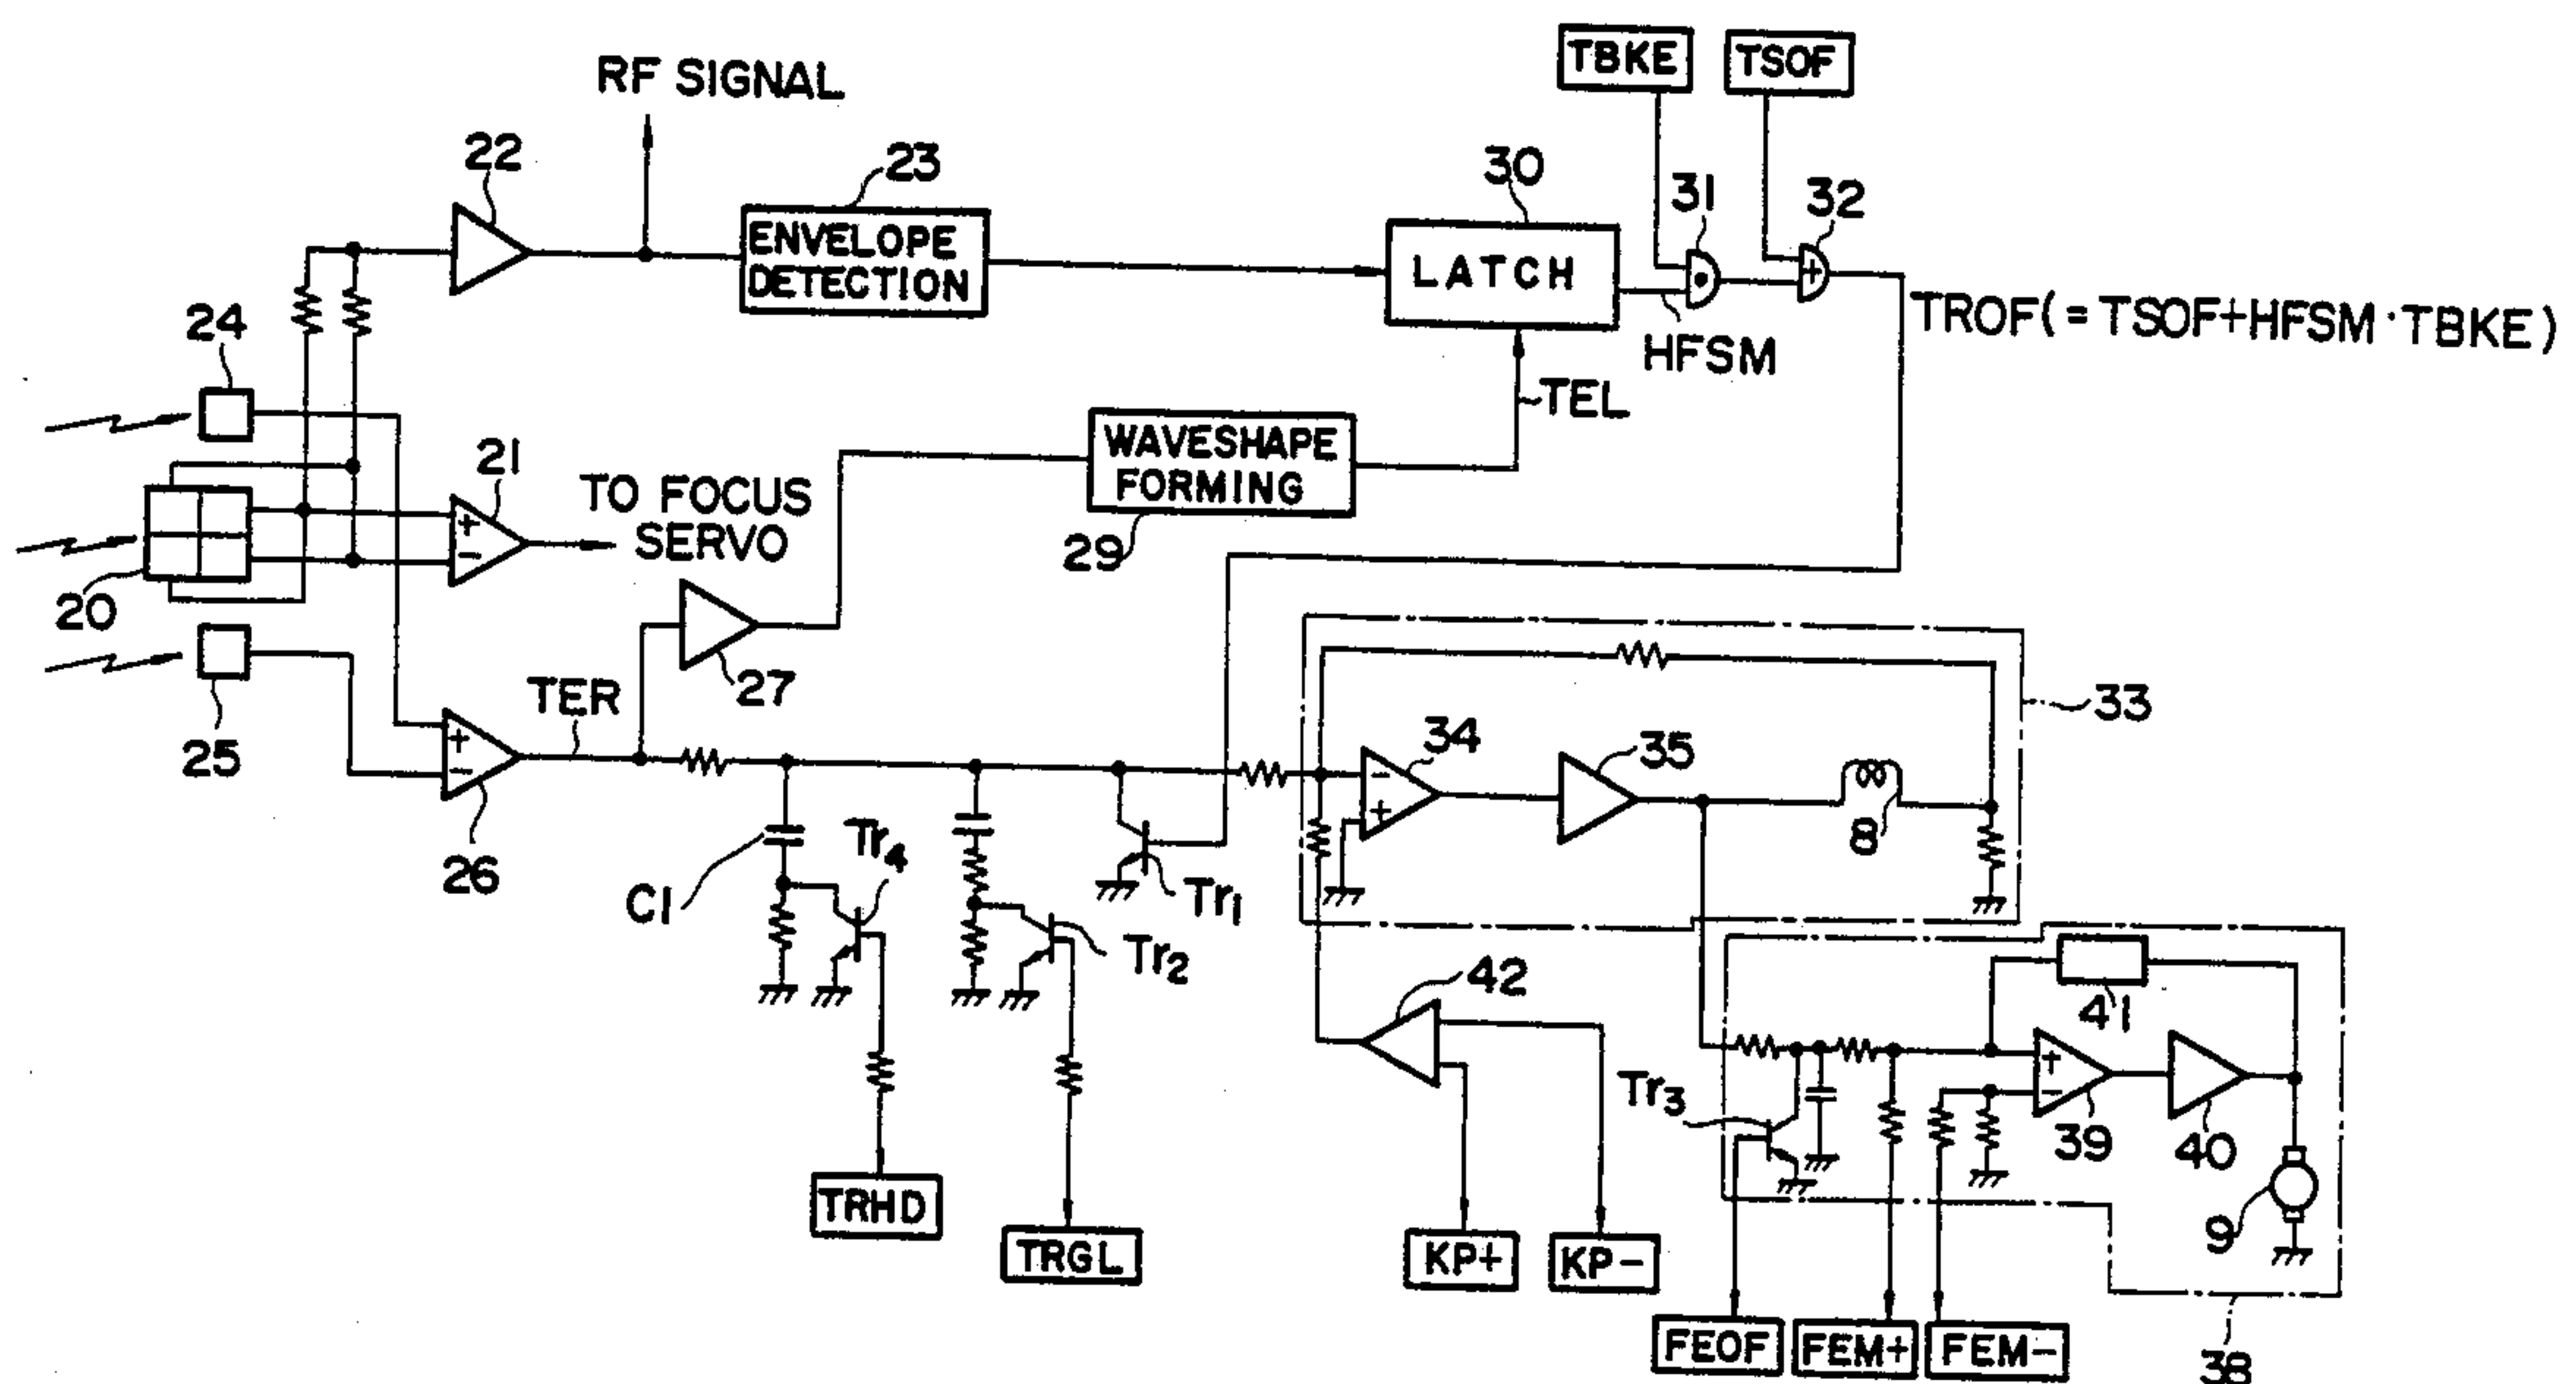 TBKE TSOF
RF SIGNAL
22
23
30
31
32
ENVELOPE
DETECTION
LATCH
TROF(=TSOF+HFSM·TBKE)
HFSM
24
TEL
21
TO FOCUS
SERVO
WAVESHAPE
FORMING
29
20
+
−
27
33
TER
25
26
34
35
8
+
−
−
+
C1
Tr4
Tr1
Tr2
42
41
Tr3
+
−
39
40
9
TRHD
TRGL
KP+
KP−
FEOF
FEM+
FEM−
38